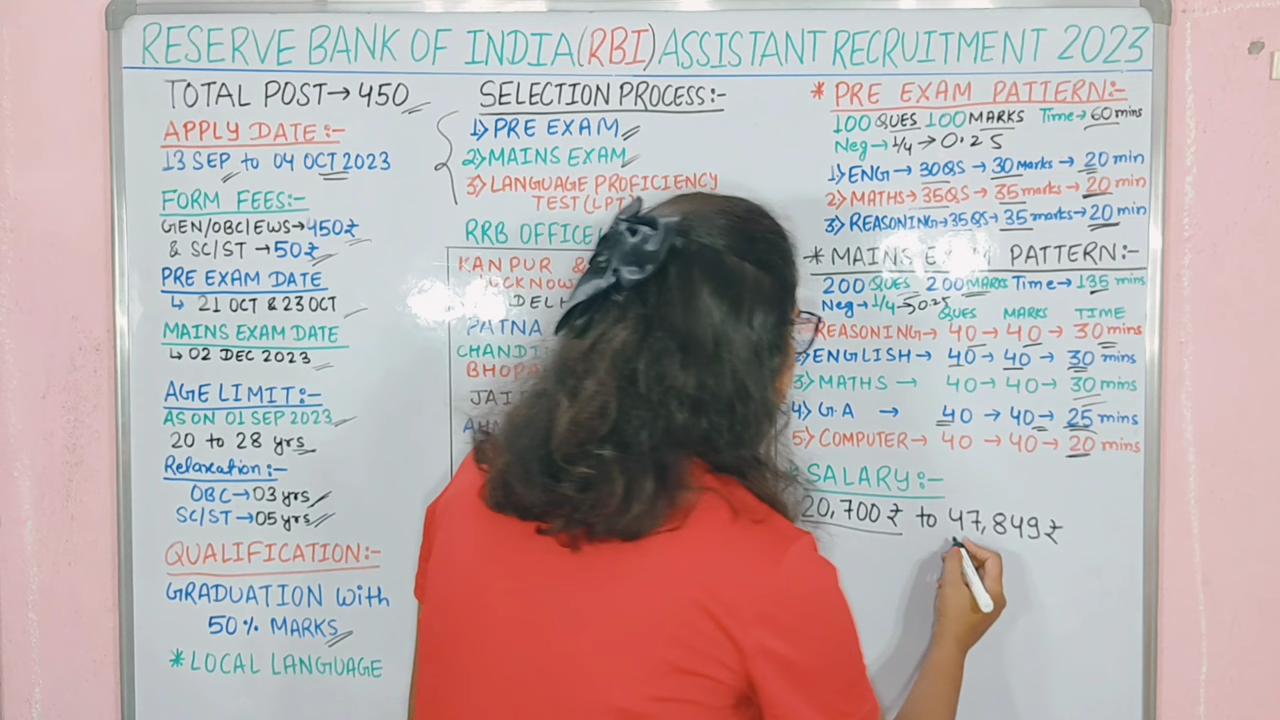 RESERVE BANK OF INDIA (RBI) ASSISTANT RECRUITMENT 2023
TOTAL POST → 450
APPLY DATE :-
13 SEP to 04 OCT 2023
FORM FEES:-
GEN/OBC/EWS → 450₹
& SC/ST → 50₹
PRE EXAM DATE
↳ 21 OCT & 23 OCT
MAINS EXAM DATE
↳ 02 DEC 2023
AGE LIMIT:-
AS ON 01 SEP 2023
20 to 28 yrs
Relaxation:-
OBC → 03 yrs
SC/ST → 05 yrs
QUALIFICATION:-
GRADUATION with
50% MARKS
* LOCAL LANGUAGE
SELECTION PROCESS:-
1) PRE EXAM
2) MAINS EXAM
3) LANGUAGE PROFICIENCY
TEST (LPT)
RRB OFFICE
KANPUR &
PATNA
* PRE EXAM PATTERN:-
100 QUES 100 MARKS Time → 60 mins
Neg → 1/4 → 0.25
1) ENG → 30QS → 30 Marks → 20 min
2) MATHS → 35QS → 35 marks → 20 min
3) REASONING → 35QS → 35 marks → 20 min
* MAINS PATTERN:-
200 QUES 200 MARKS Time → 135 mins
Neg → 1/4 → 0.25
QUES MARKS TIME
REASONING → 40 → 40 → 30 mins
2) ENGLISH → 40 → 40 → 30 mins
3) MATHS → 40 → 40 → 30 mins
4) G.A → 40 → 40 → 25 mins
5) COMPUTER → 40 → 40 → 20 mins
* SALARY:-
20,700₹ to 47,849₹